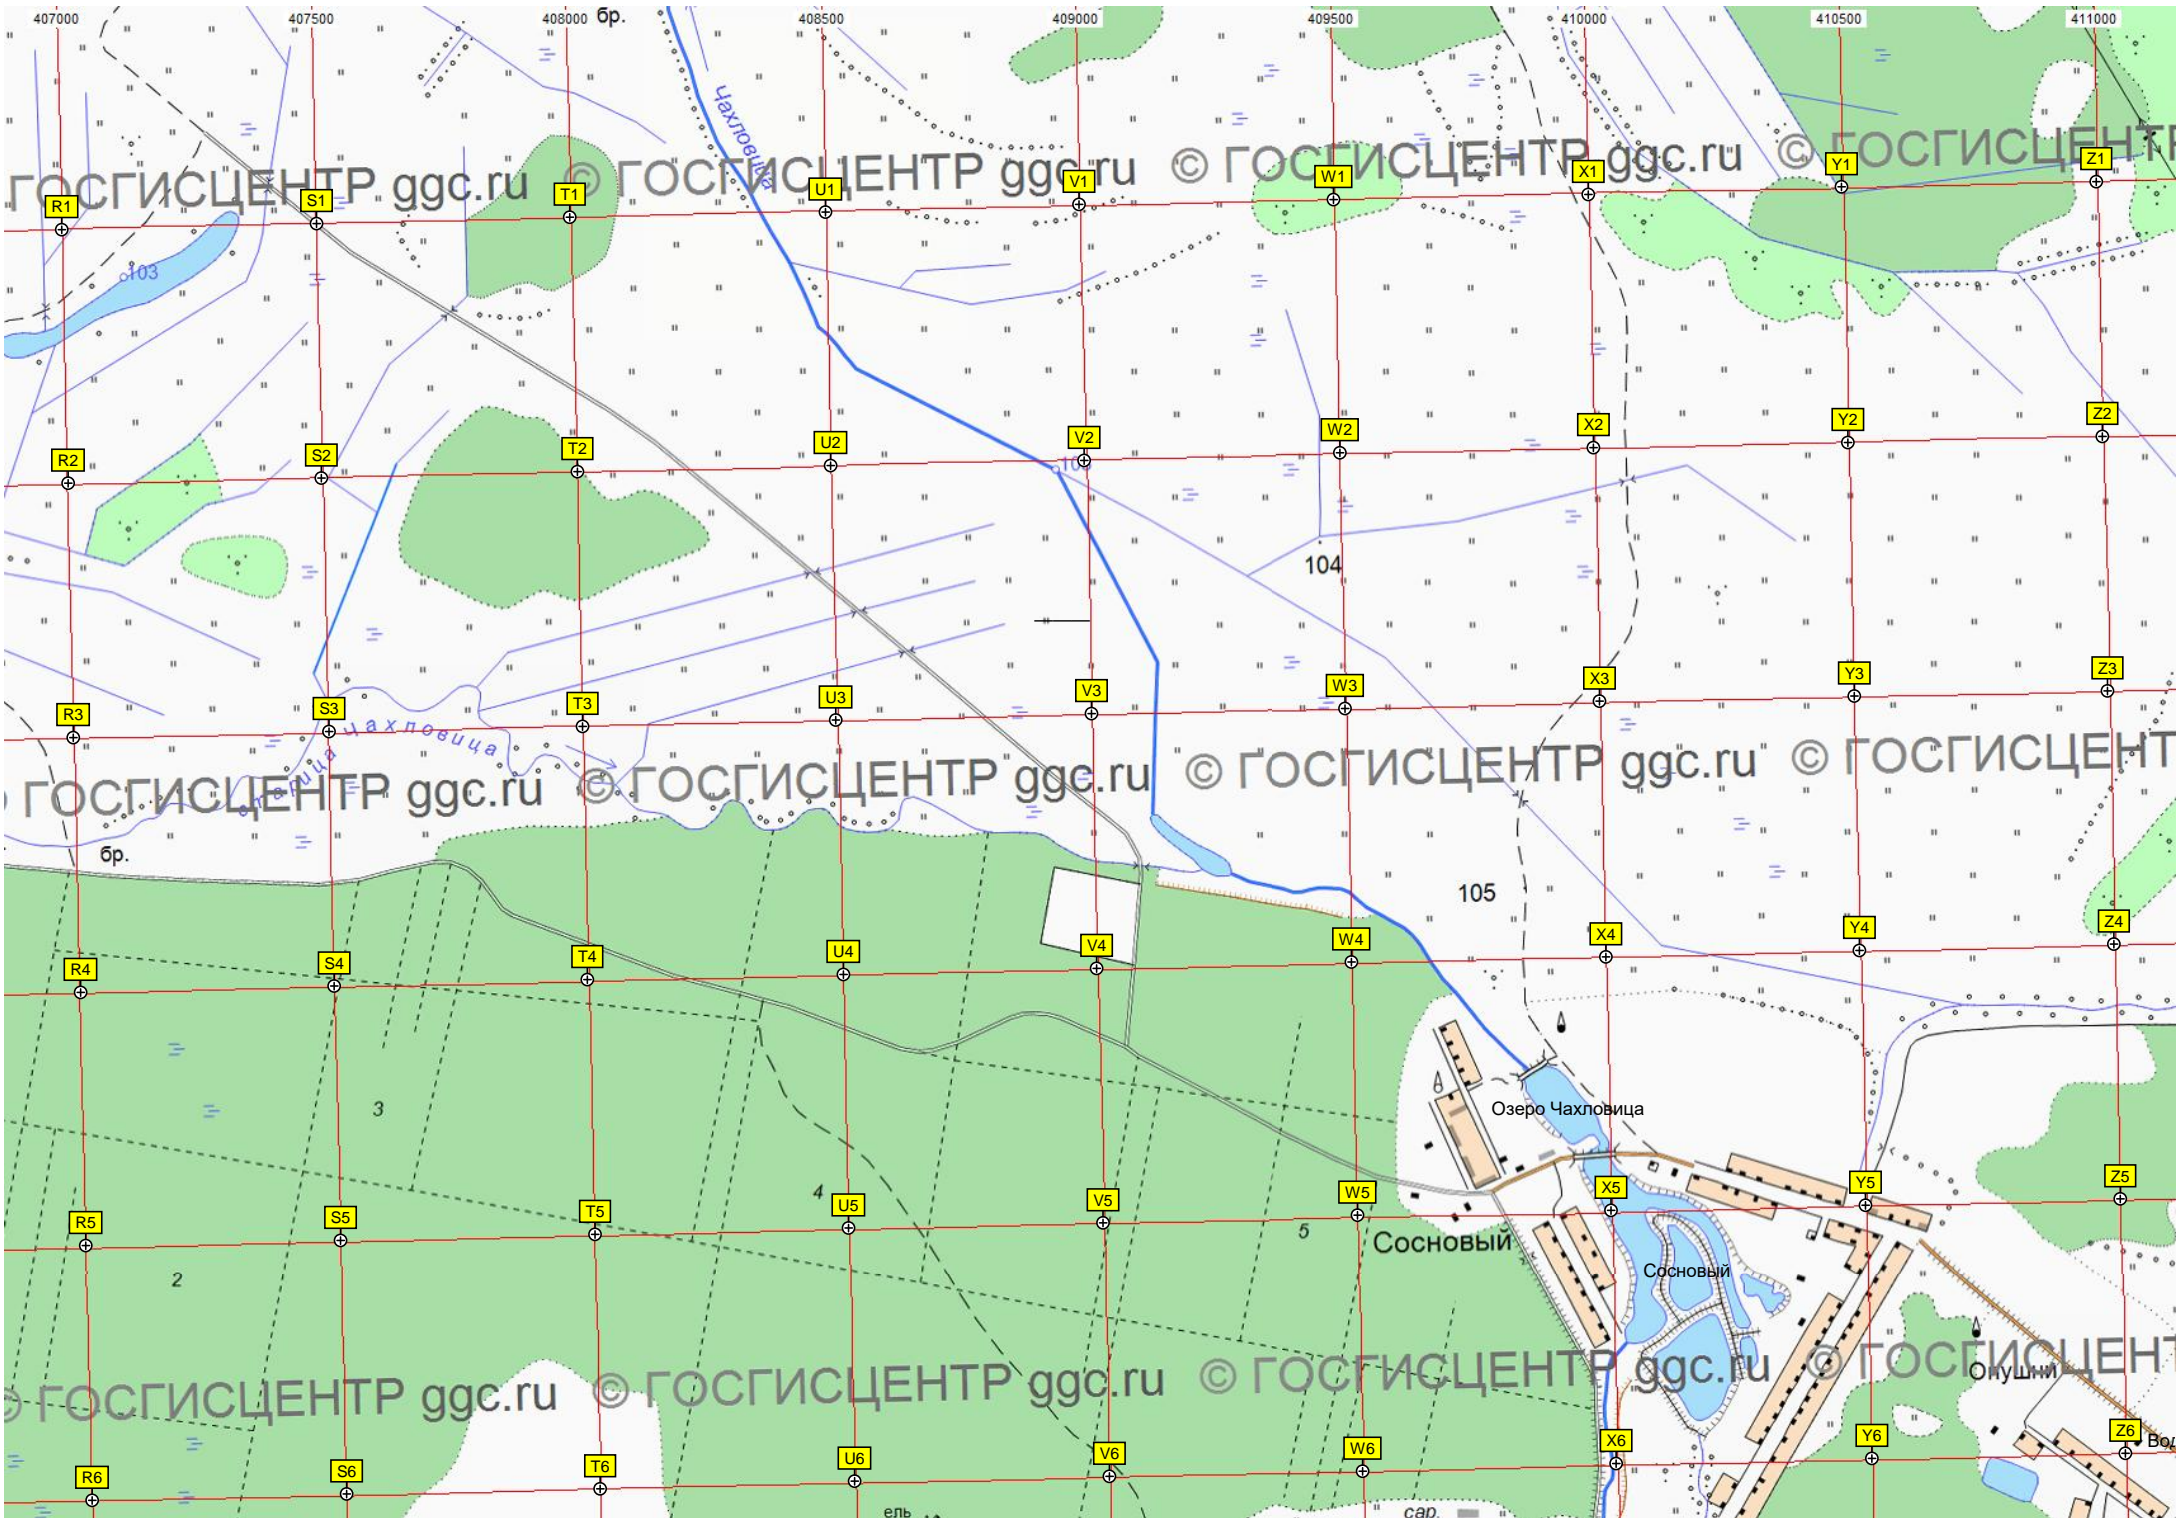 407000 407500 408000 бр. 408500 409000 409500 410000 410500 411000
Чахловица
ГОСГИСЦЕНТР ggc.ru © ГОСГИСЦЕНТР ggc.ru © ГОСГИСЦЕНТР ggc.ru © ГОСГИСЦЕНТР
R1 S1 T1 U1 V1 W1 X1 Y1 Z1
103
R2 S2 T2 U2 V2 W2 X2 Y2 Z2
104
R3 S3 T3 U3 V3 W3 X3 Y3 Z3
старица Чахловица
ГОСГИСЦЕНТР ggc.ru © ГОСГИСЦЕНТР ggc.ru © ГОСГИСЦЕНТР ggc.ru © ГОСГИСЦЕНТ
бр.
105
R4 S4 T4 U4 V4 W4 X4 Y4 Z4
3
Озеро Чахловица
4
R5 S5 T5 U5 V5 W5 X5 Y5 Z5
5
Сосновый
2
Сосновый
© ГОСГИСЦЕНТР ggc.ru © ГОСГИСЦЕНТР ggc.ru © ГОСГИСЦЕНТР ggc.ru © ГОСГИСЦЕНТ
Опушки
R6 S6 T6 U6 V6 W6 X6 Y6 Z6
Вод
ель
сар.